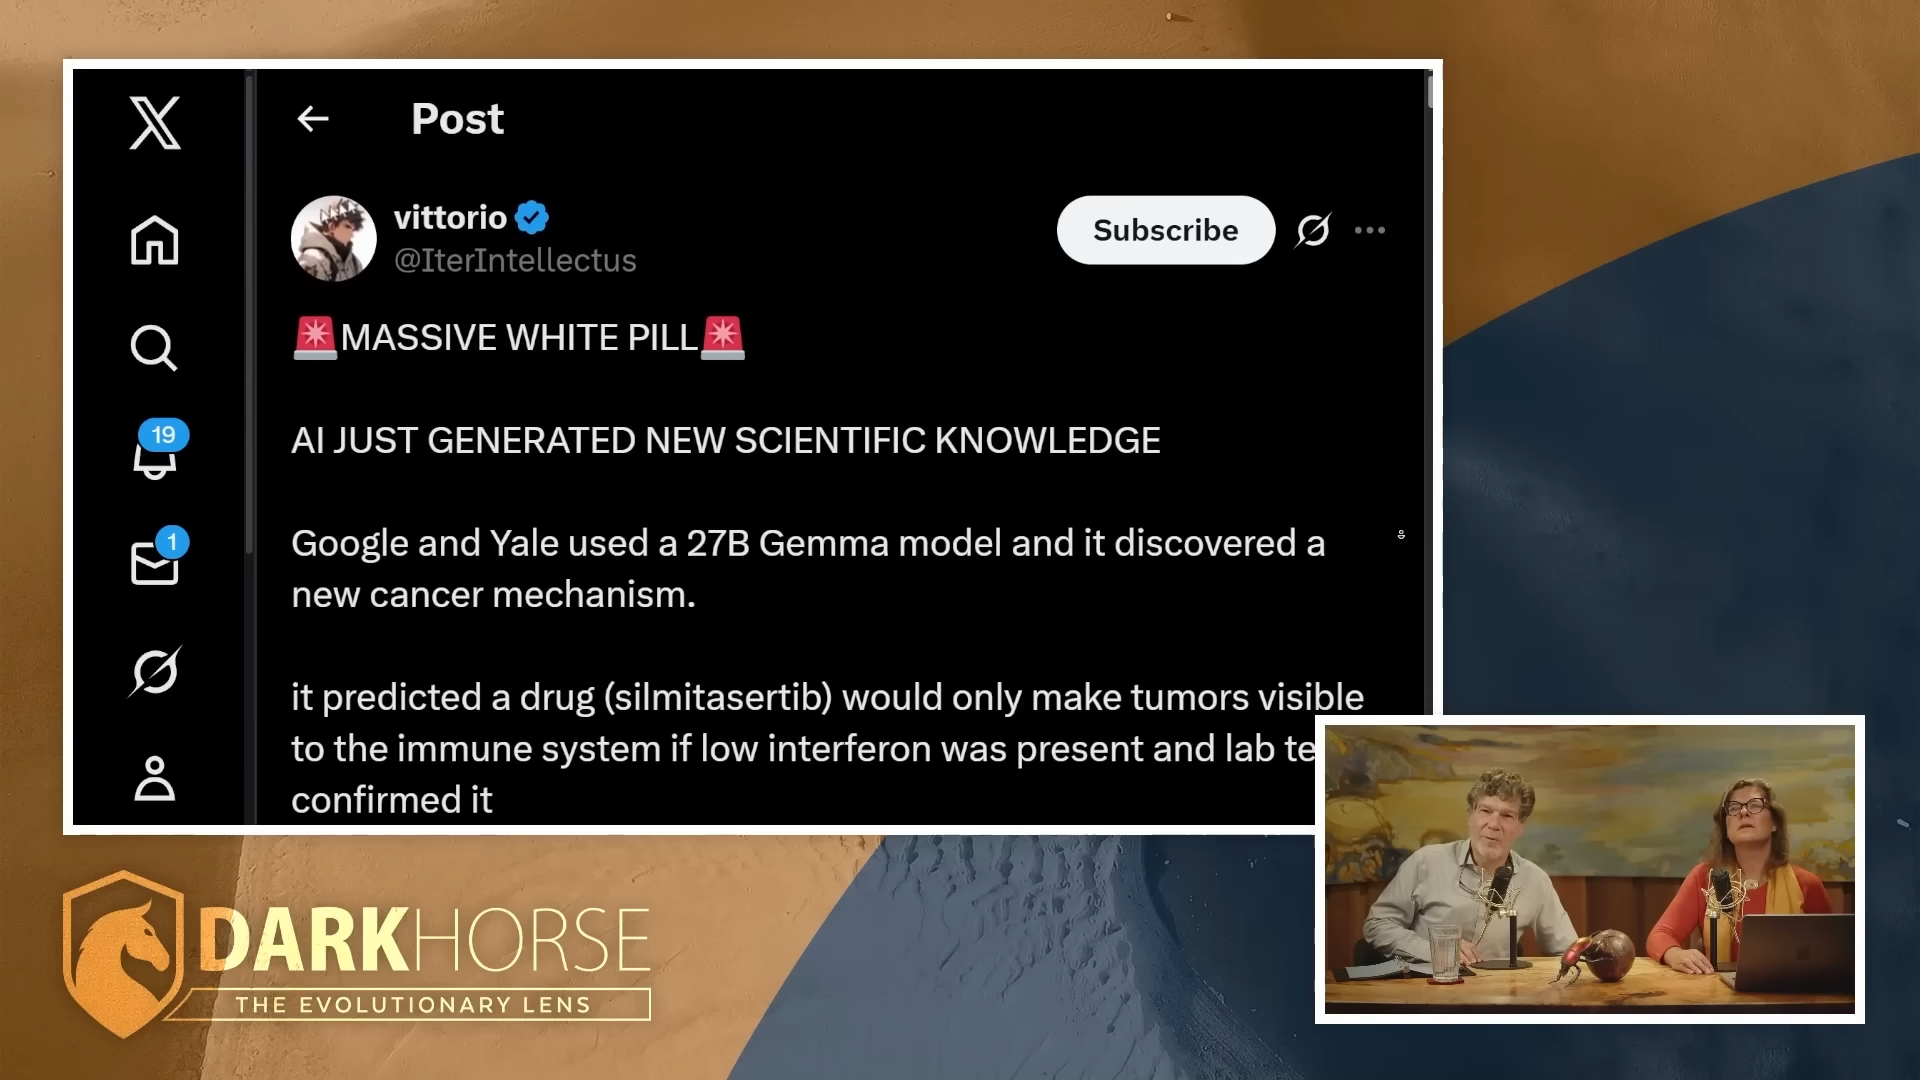 Post
vittorio
@IterIntellectus
Subscribe
🚨MASSIVE WHITE PILL🚨
AI JUST GENERATED NEW SCIENTIFIC KNOWLEDGE
19
Google and Yale used a 27B Gemma model and it discovered a
new cancer mechanism.
1
it predicted a drug (silmitasertib) would only make tumors visible
to the immune system if low interferon was present and lab te
confirmed it
DARKHORSE
THE EVOLUTIONARY LENS